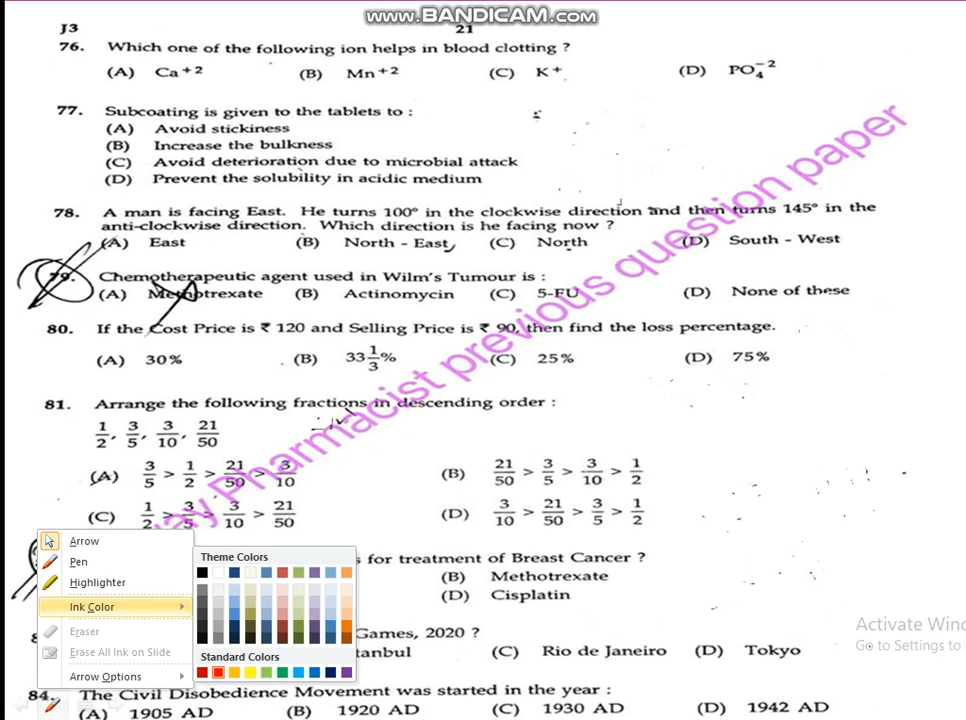 www.BANDICAM.com
J3
21
76. Which one of the following ion helps in blood clotting ?
(A) Ca+2 (B) Mn+2 (C) K+ (D) PO4−2
77. Subcoating is given to the tablets to :
(A) Avoid stickiness
(B) Increase the bulkness
(C) Avoid deterioration due to microbial attack
(D) Prevent the solubility in acidic medium
78. A man is facing East. He turns 100° in the clockwise direction and then turns 145° in the
anti-clockwise direction. Which direction is he facing now ?
(A) East (B) North - East (C) North (D) South - West
79. Chemotherapeutic agent used in Wilm's Tumour is :
(A) Methotrexate (B) Actinomycin (C) 5-FU (D) None of these
80. If the Cost Price is ₹ 120 and Selling Price is ₹ 90, then find the loss percentage.
(A) 30% (B) 33 1/3% (C) 25% (D) 75%
81. Arrange the following fractions in descending order :
1/2, 3/5, 3/10, 21/50
(A) 3/5 > 1/2 > 21/50 > 3/10 (B) 21/50 > 3/5 > 3/10 > 1/2
(C) 1/2 > 3/5 > 3/10 > 21/50 (D) 3/10 > 21/50 > 3/5 > 1/2
Pharmacist previous question paper
s for treatment of Breast Cancer ?
(B) Methotrexate
(D) Cisplatin
Games, 2020 ?
tanbul (C) Rio de Janeiro (D) Tokyo
84. The Civil Disobedience Movement was started in the year :
(A) 1905 AD (B) 1920 AD (C) 1930 AD (D) 1942 AD
Arrow
Pen
Highlighter
Ink Color
Eraser
Erase All Ink on Slide
Arrow Options
Theme Colors
Standard Colors
Activate Winc
Go to Settings to